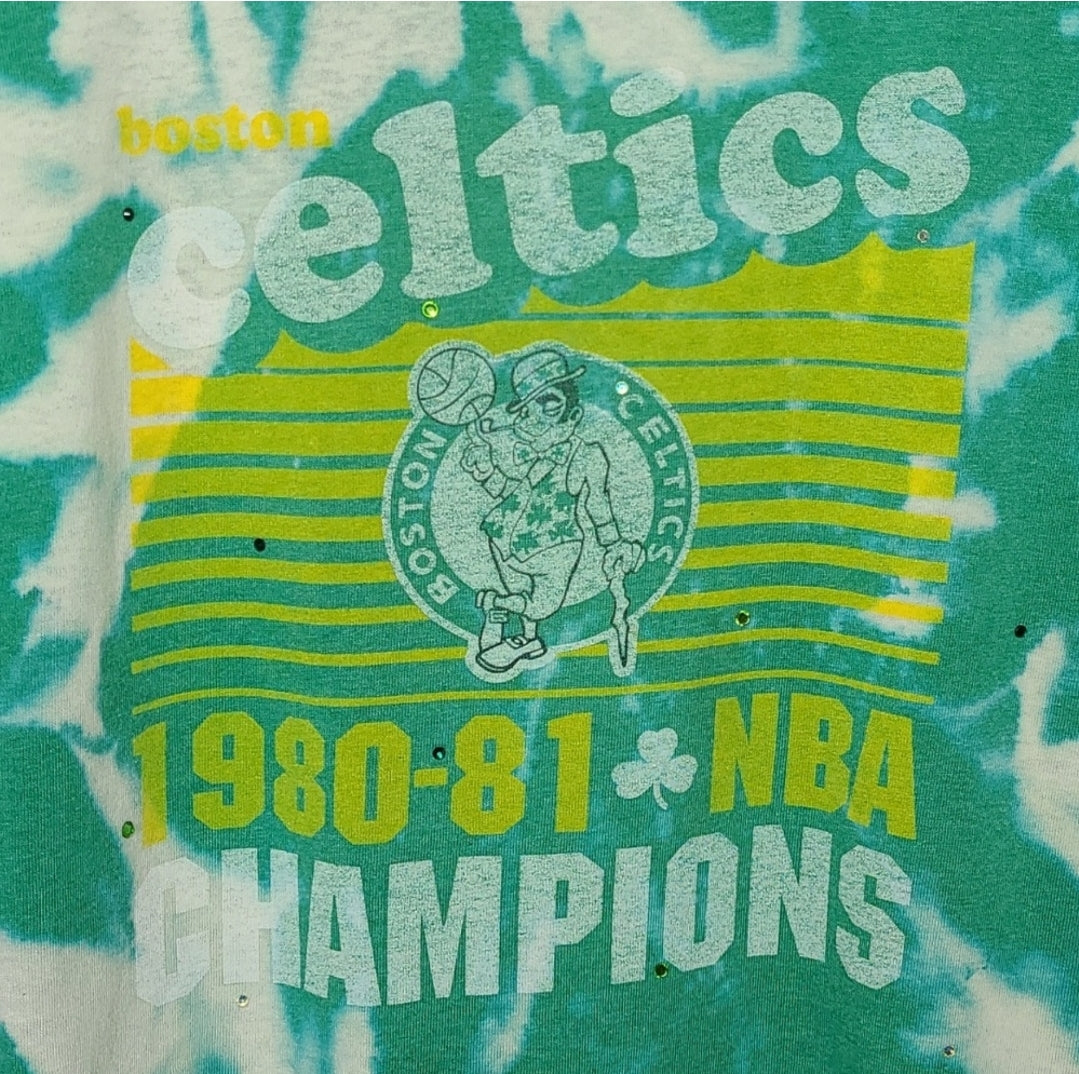 boston
celtics
BOSTON CELTICS
1980-81 NBA
CHAMPIONS